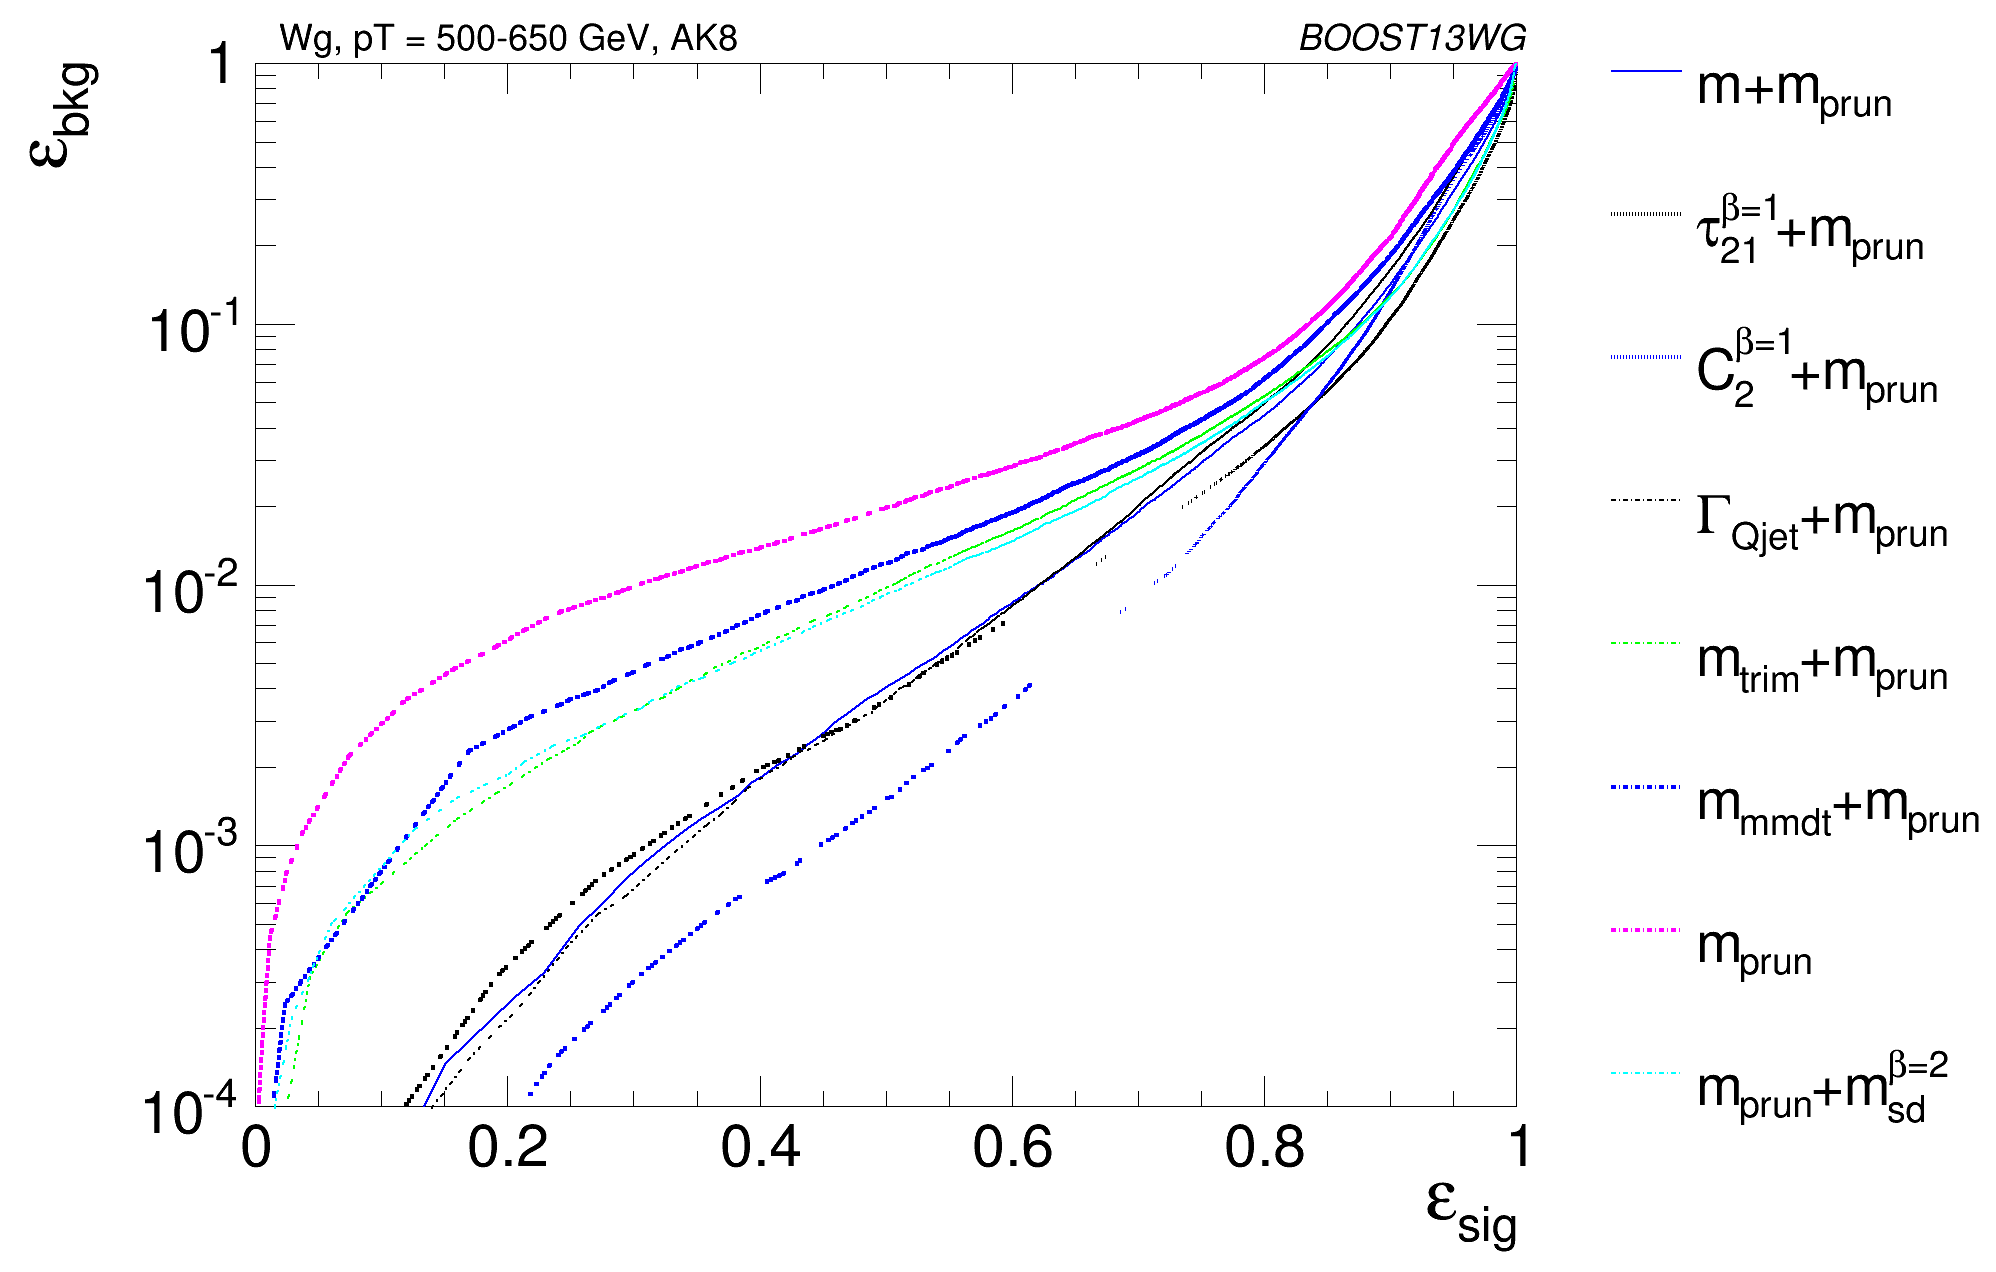 Wg, pT = 500-650 GeV, AK8
BOOST13WG
ε_bkg
1
10^-1
10^-2
10^-3
10^-4
0 0.2 0.4 0.6 0.8 1
ε_sig
m+m_prun
τ_21^β=1+m_prun
C_2^β=1+m_prun
Γ_Qjet+m_prun
m_trim+m_prun
m_mmdt+m_prun
m_prun
m_prun+m_sd^β=2